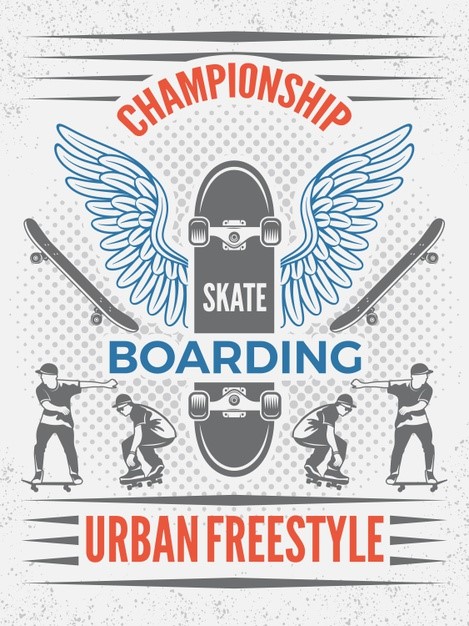 CHAMPIONSHIP
SKATE
BOARDING
URBAN FREESTYLE